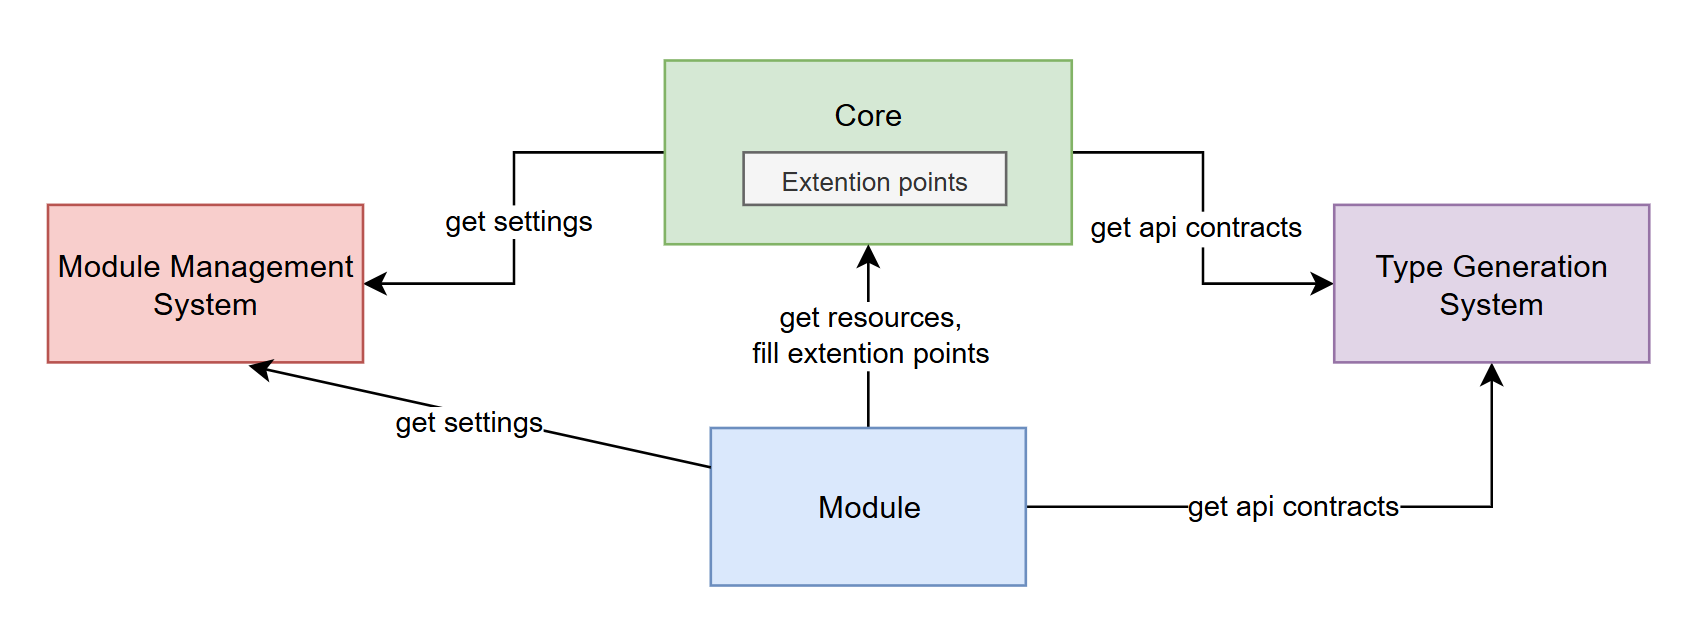 Core
Extention points
get settings
get api contracts
Module Management
System
Type Generation
System
get resources,
fill extention points
get settings
Module
get api contracts